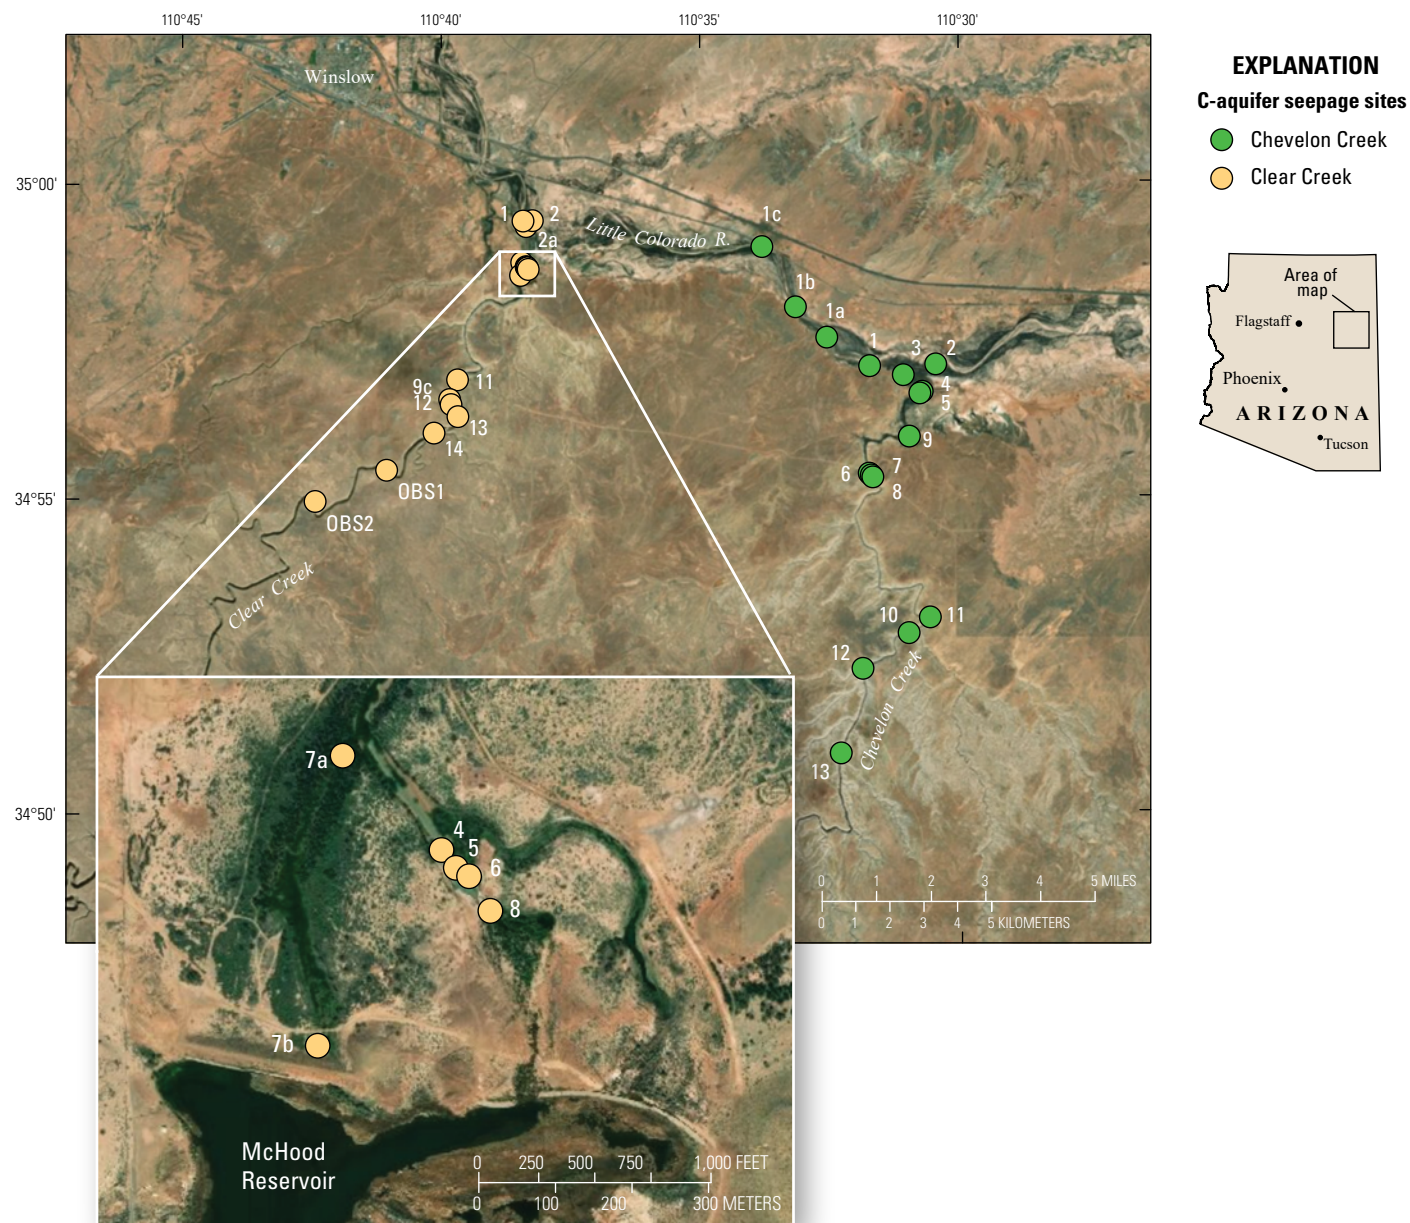 110°45'
110°40'
110°35'
110°30'
35°00'
34°55'
34°50'
Winslow
1
2
2a
Little Colorado R.
1c
1b
1a
1
3
2
4
5
9
6
7
8
11
9c
12
13
14
OBS1
OBS2
Clear Creek
10
11
12
Chevelon Creek
13
0 1 2 3 4 5 MILES
0 1 2 3 4 5 KILOMETERS
7a
4
5
6
8
7b
McHood
Reservoir
0 250 500 750 1,000 FEET
0 100 200 300 METERS
EXPLANATION
C-aquifer seepage sites
Chevelon Creek
Clear Creek
Area of
map
Flagstaff
Phoenix
ARIZONA
Tucson